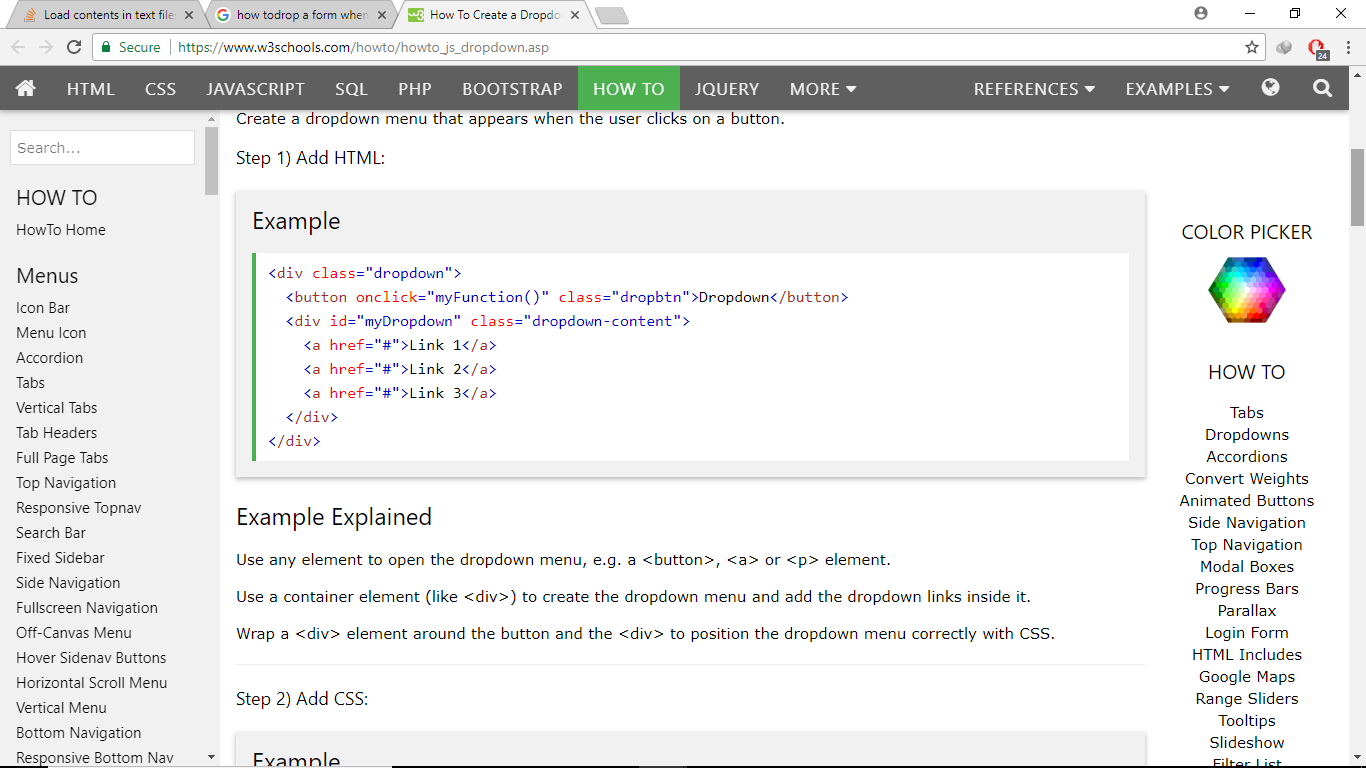 Load contents in text file
how todrop a form when
How To Create a Dropdo
Secure
https://www.w3schools.com/howto/howto_js_dropdown.asp
24
HTML CSS JAVASCRIPT SQL PHP BOOTSTRAP HOW TO JQUERY MORE REFERENCES EXAMPLES
Search...
HOW TO
HowTo Home
Menus
Icon Bar
Menu Icon
Accordion
Tabs
Vertical Tabs
Tab Headers
Full Page Tabs
Top Navigation
Responsive Topnav
Search Bar
Fixed Sidebar
Side Navigation
Fullscreen Navigation
Off-Canvas Menu
Hover Sidenav Buttons
Horizontal Scroll Menu
Vertical Menu
Bottom Navigation
Responsive Bottom Nav
Create a dropdown menu that appears when the user clicks on a button.
Step 1) Add HTML:
Example
<div class="dropdown">
<button onclick="myFunction()" class="dropbtn">Dropdown</button>
<div id="myDropdown" class="dropdown-content">
<a href="#">Link 1</a>
<a href="#">Link 2</a>
<a href="#">Link 3</a>
</div>
</div>
Example Explained
Use any element to open the dropdown menu, e.g. a <button>, <a> or <p> element.
Use a container element (like <div>) to create the dropdown menu and add the dropdown links inside it.
Wrap a <div> element around the button and the <div> to position the dropdown menu correctly with CSS.
Step 2) Add CSS:
Example
COLOR PICKER
HOW TO
Tabs
Dropdowns
Accordions
Convert Weights
Animated Buttons
Side Navigation
Top Navigation
Modal Boxes
Progress Bars
Parallax
Login Form
HTML Includes
Google Maps
Range Sliders
Tooltips
Slideshow
Filter List